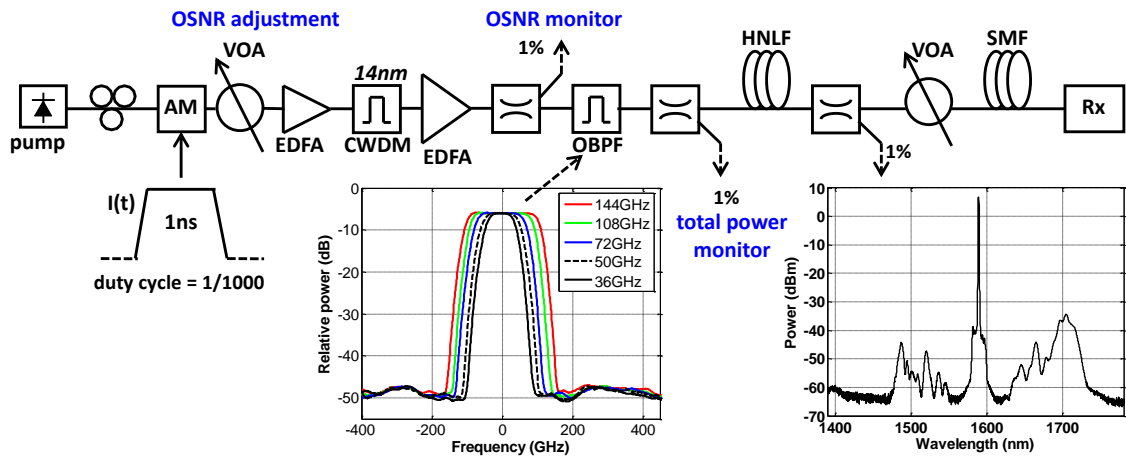 OSNR adjustment
OSNR monitor
VOA
1%
HNLF
VOA
SMF
14nm
AM
Rx
pump
EDFA
CWDM
EDFA
OBPF
1%
1%
total power
monitor
I(t)
1ns
duty cycle = 1/1000
0
-10
-20
-30
-40
-50
-400
-200
0
200
400
Relative power (dB)
Frequency (GHz)
144GHz
108GHz
72GHz
50GHz
36GHz
10
0
-10
-20
-30
-40
-50
-60
-70
1400
1500
1600
1700
Power (dBm)
Wavelength (nm)